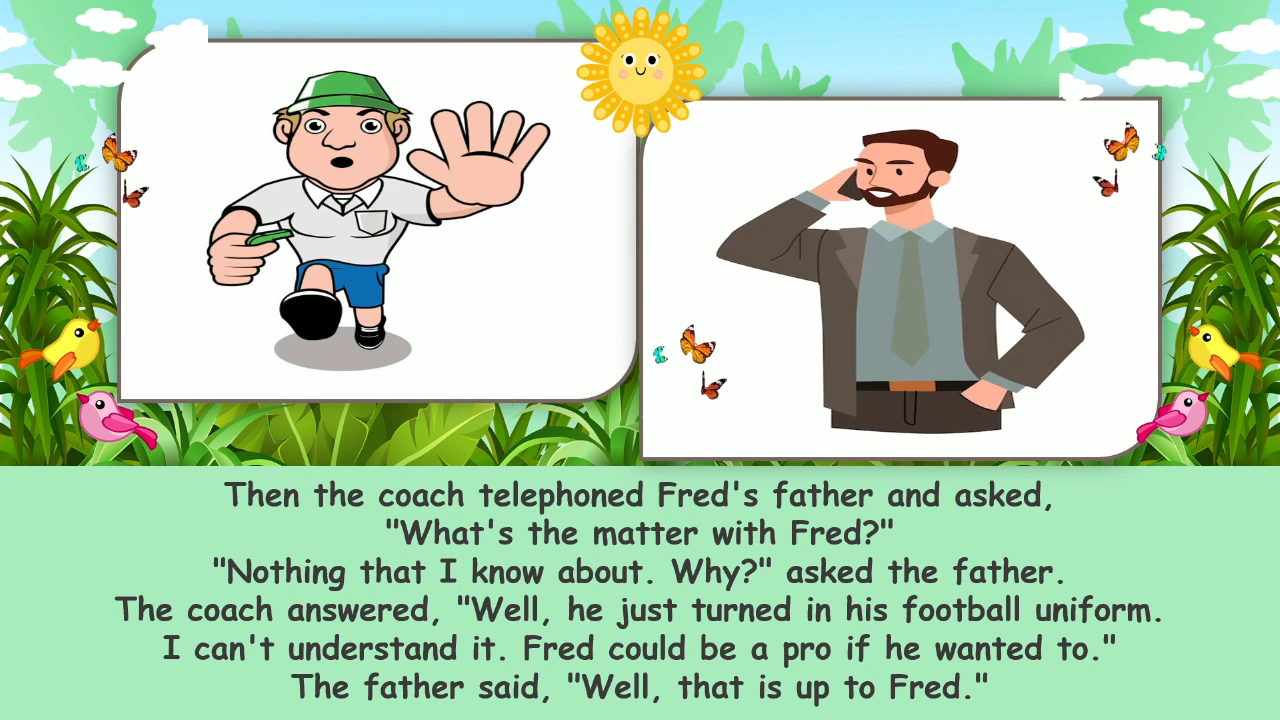 Then the coach telephoned Fred's father and asked,
"What's the matter with Fred?"
"Nothing that I know about. Why?" asked the father.
The coach answered, "Well, he just turned in his football uniform.
I can't understand it. Fred could be a pro if he wanted to."
The father said, "Well, that is up to Fred."